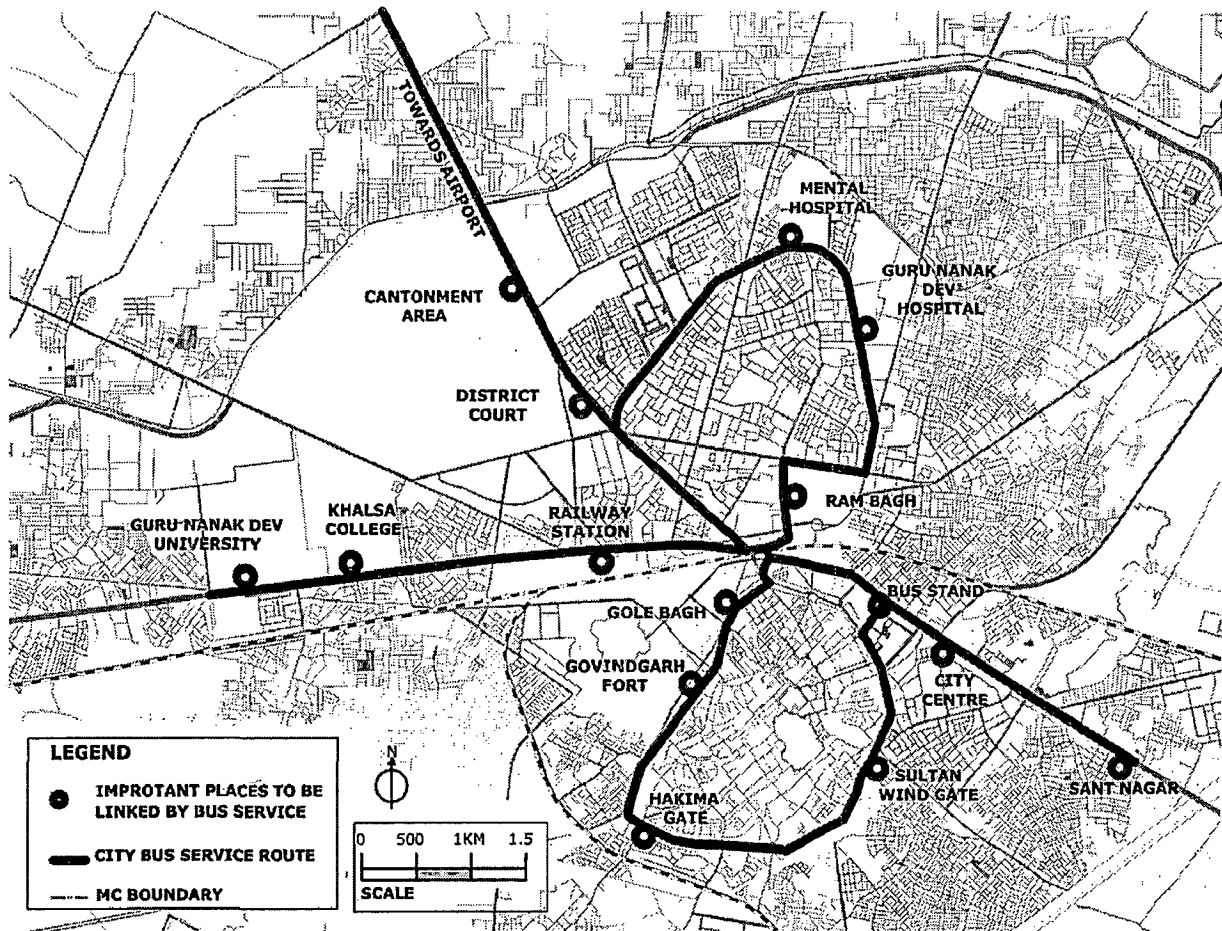 TOWARDS AIRPORT
MENTAL
HOSPITAL
GURU NANAK
DEV
HOSPITAL
CANTONMENT
AREA
DISTRICT
COURT
RAM BAGH
KHALSA
COLLEGE
RAILWAY
STATION
GURU NANAK DEV
UNIVERSITY
BUS STAND
GOLE BAGH
GOVINDGARH
FORT
CITY
CENTRE
SULTAN
WIND GATE
SANT NAGAR
HAKIMA
GATE
LEGEND
IMPROTANT PLACES TO BE
LINKED BY BUS SERVICE
CITY BUS SERVICE ROUTE
MC BOUNDARY
N
0 500 1KM 1.5
SCALE